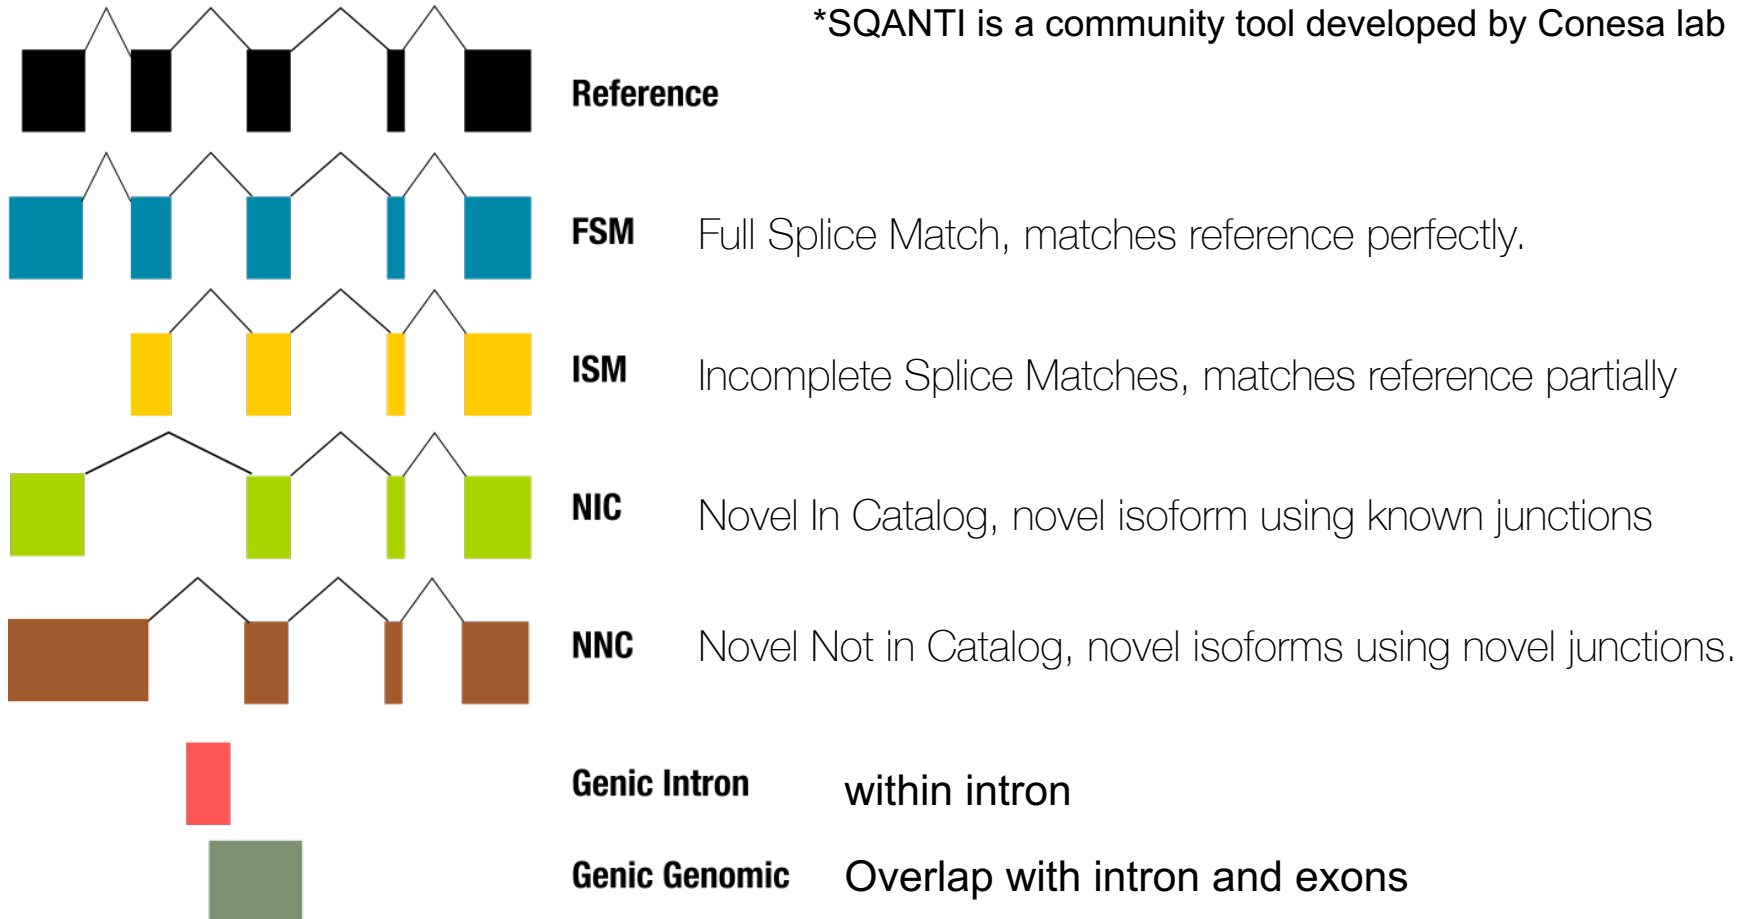 *SQANTI is a community tool developed by Conesa lab
Reference
FSM Full Splice Match, matches reference perfectly.
ISM Incomplete Splice Matches, matches reference partially
NIC Novel In Catalog, novel isoform using known junctions
NNC Novel Not in Catalog, novel isoforms using novel junctions.
Genic Intron within intron
Genic Genomic Overlap with intron and exons